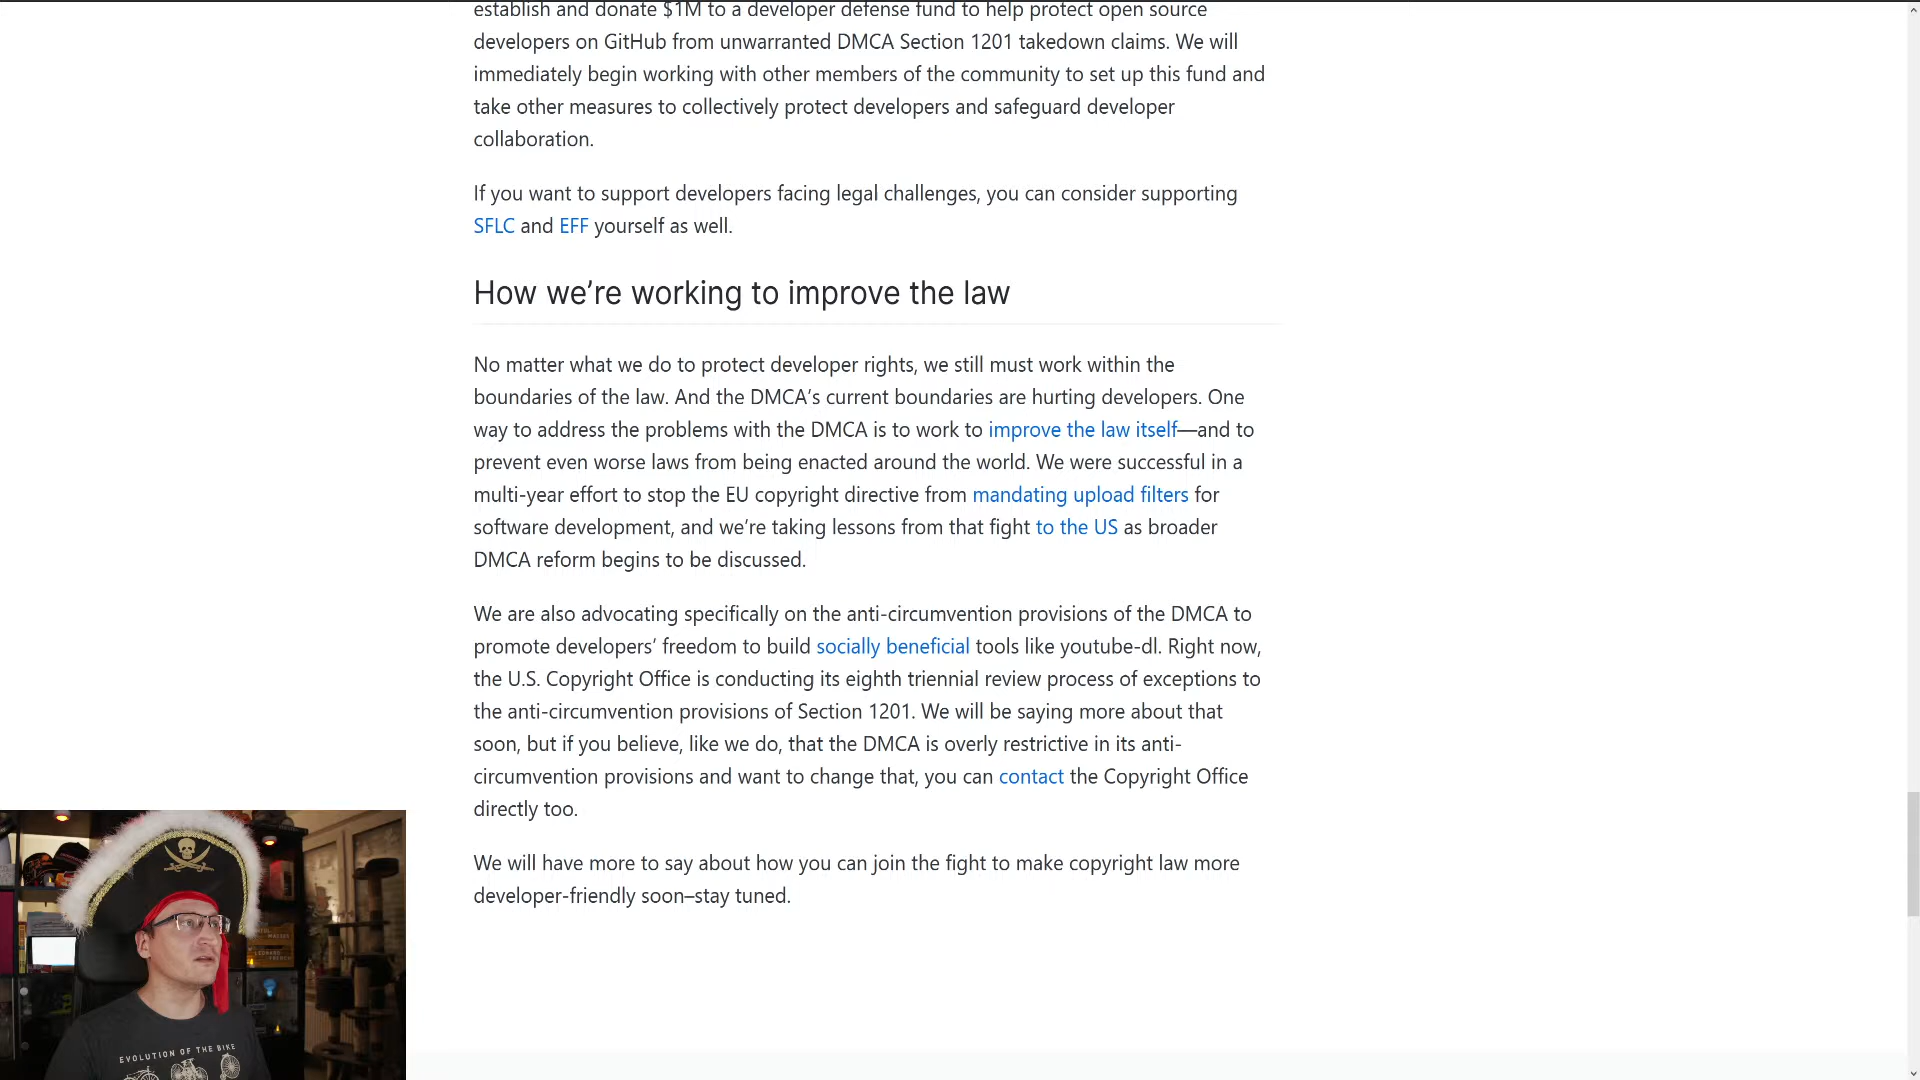 establish and donate $1M to a developer defense fund to help protect open source
developers on GitHub from unwarranted DMCA Section 1201 takedown claims. We will
immediately begin working with other members of the community to set up this fund and
take other measures to collectively protect developers and safeguard developer
collaboration.
If you want to support developers facing legal challenges, you can consider supporting
SFLC and EFF yourself as well.
How we’re working to improve the law
No matter what we do to protect developer rights, we still must work within the
boundaries of the law. And the DMCA’s current boundaries are hurting developers. One
way to address the problems with the DMCA is to work to improve the law itself—and to
prevent even worse laws from being enacted around the world. We were successful in a
multi-year effort to stop the EU copyright directive from mandating upload filters for
software development, and we’re taking lessons from that fight to the US as broader
DMCA reform begins to be discussed.
We are also advocating specifically on the anti-circumvention provisions of the DMCA to
promote developers’ freedom to build socially beneficial tools like youtube-dl. Right now,
the U.S. Copyright Office is conducting its eighth triennial review process of exceptions to
the anti-circumvention provisions of Section 1201. We will be saying more about that
soon, but if you believe, like we do, that the DMCA is overly restrictive in its anti-
circumvention provisions and want to change that, you can contact the Copyright Office
directly too.
We will have more to say about how you can join the fight to make copyright law more
developer-friendly soon–stay tuned.
EVOLUTION OF THE BIKE